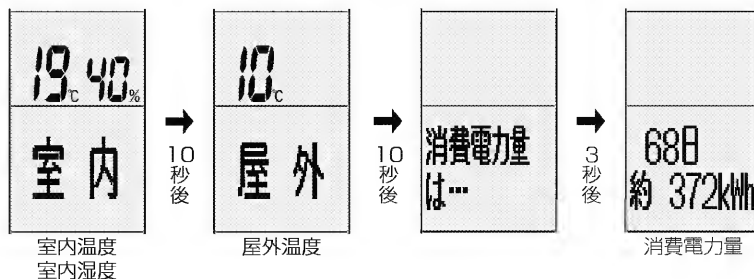 19℃ 40%
室内
室内温度
室内湿度
10秒後
10℃
屋外
屋外温度
10秒後
消費電力量
は…
3秒後
68日
約 372kWh
消費電力量